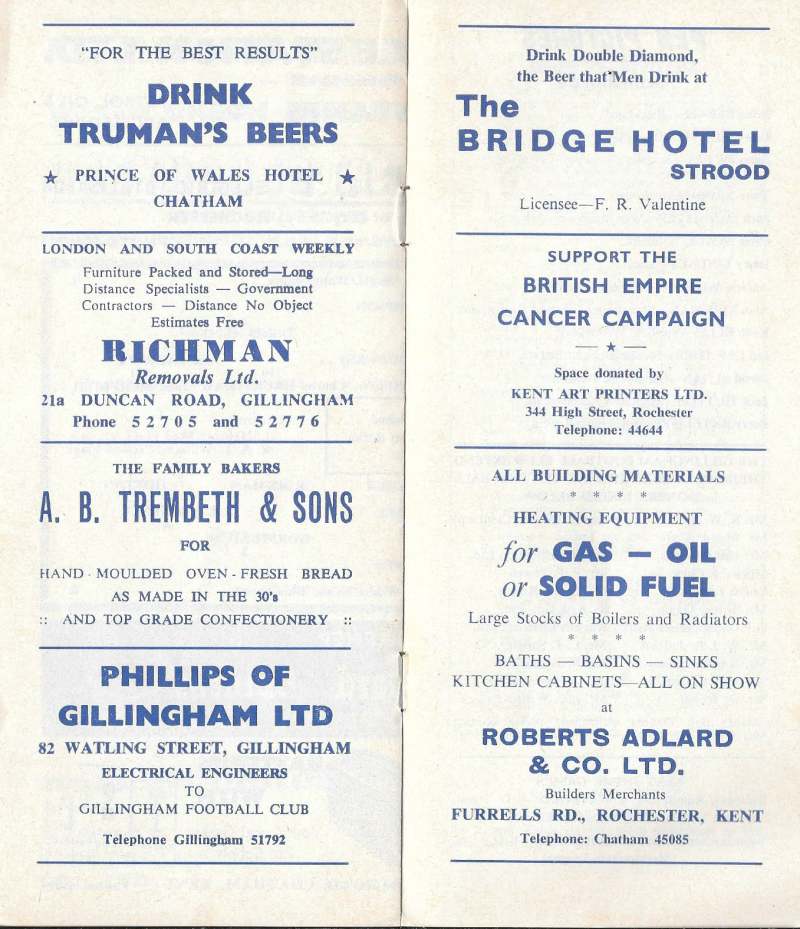 "FOR THE BEST RESULTS"
DRINK
TRUMAN'S BEERS
★ PRINCE OF WALES HOTEL ★
CHATHAM
LONDON AND SOUTH COAST WEEKLY
Furniture Packed and Stored—Long
Distance Specialists — Government
Contractors — Distance No Object
Estimates Free
RICHMAN
Removals Ltd.
21a DUNCAN ROAD, GILLINGHAM
Phone 52705 and 52776
THE FAMILY BAKERS
A. B. TREMBETH & SONS
FOR
HAND - MOULDED OVEN - FRESH BREAD
AS MADE IN THE 30's
:: AND TOP GRADE CONFECTIONERY ::
PHILLIPS OF
GILLINGHAM LTD
82 WATLING STREET, GILLINGHAM
ELECTRICAL ENGINEERS
TO
GILLINGHAM FOOTBALL CLUB
Telephone Gillingham 51792
Drink Double Diamond,
the Beer that Men Drink at
The
BRIDGE HOTEL
STROOD
Licensee—F. R. Valentine
SUPPORT THE
BRITISH EMPIRE
CANCER CAMPAIGN
— ★ —
Space donated by
KENT ART PRINTERS LTD.
344 High Street, Rochester
Telephone: 44644
ALL BUILDING MATERIALS
* * * *
HEATING EQUIPMENT
for GAS — OIL
or SOLID FUEL
Large Stocks of Boilers and Radiators
* * * *
BATHS — BASINS — SINKS
KITCHEN CABINETS—ALL ON SHOW
at
ROBERTS ADLARD
& CO. LTD.
Builders Merchants
FURRELLS RD., ROCHESTER, KENT
Telephone: Chatham 45085